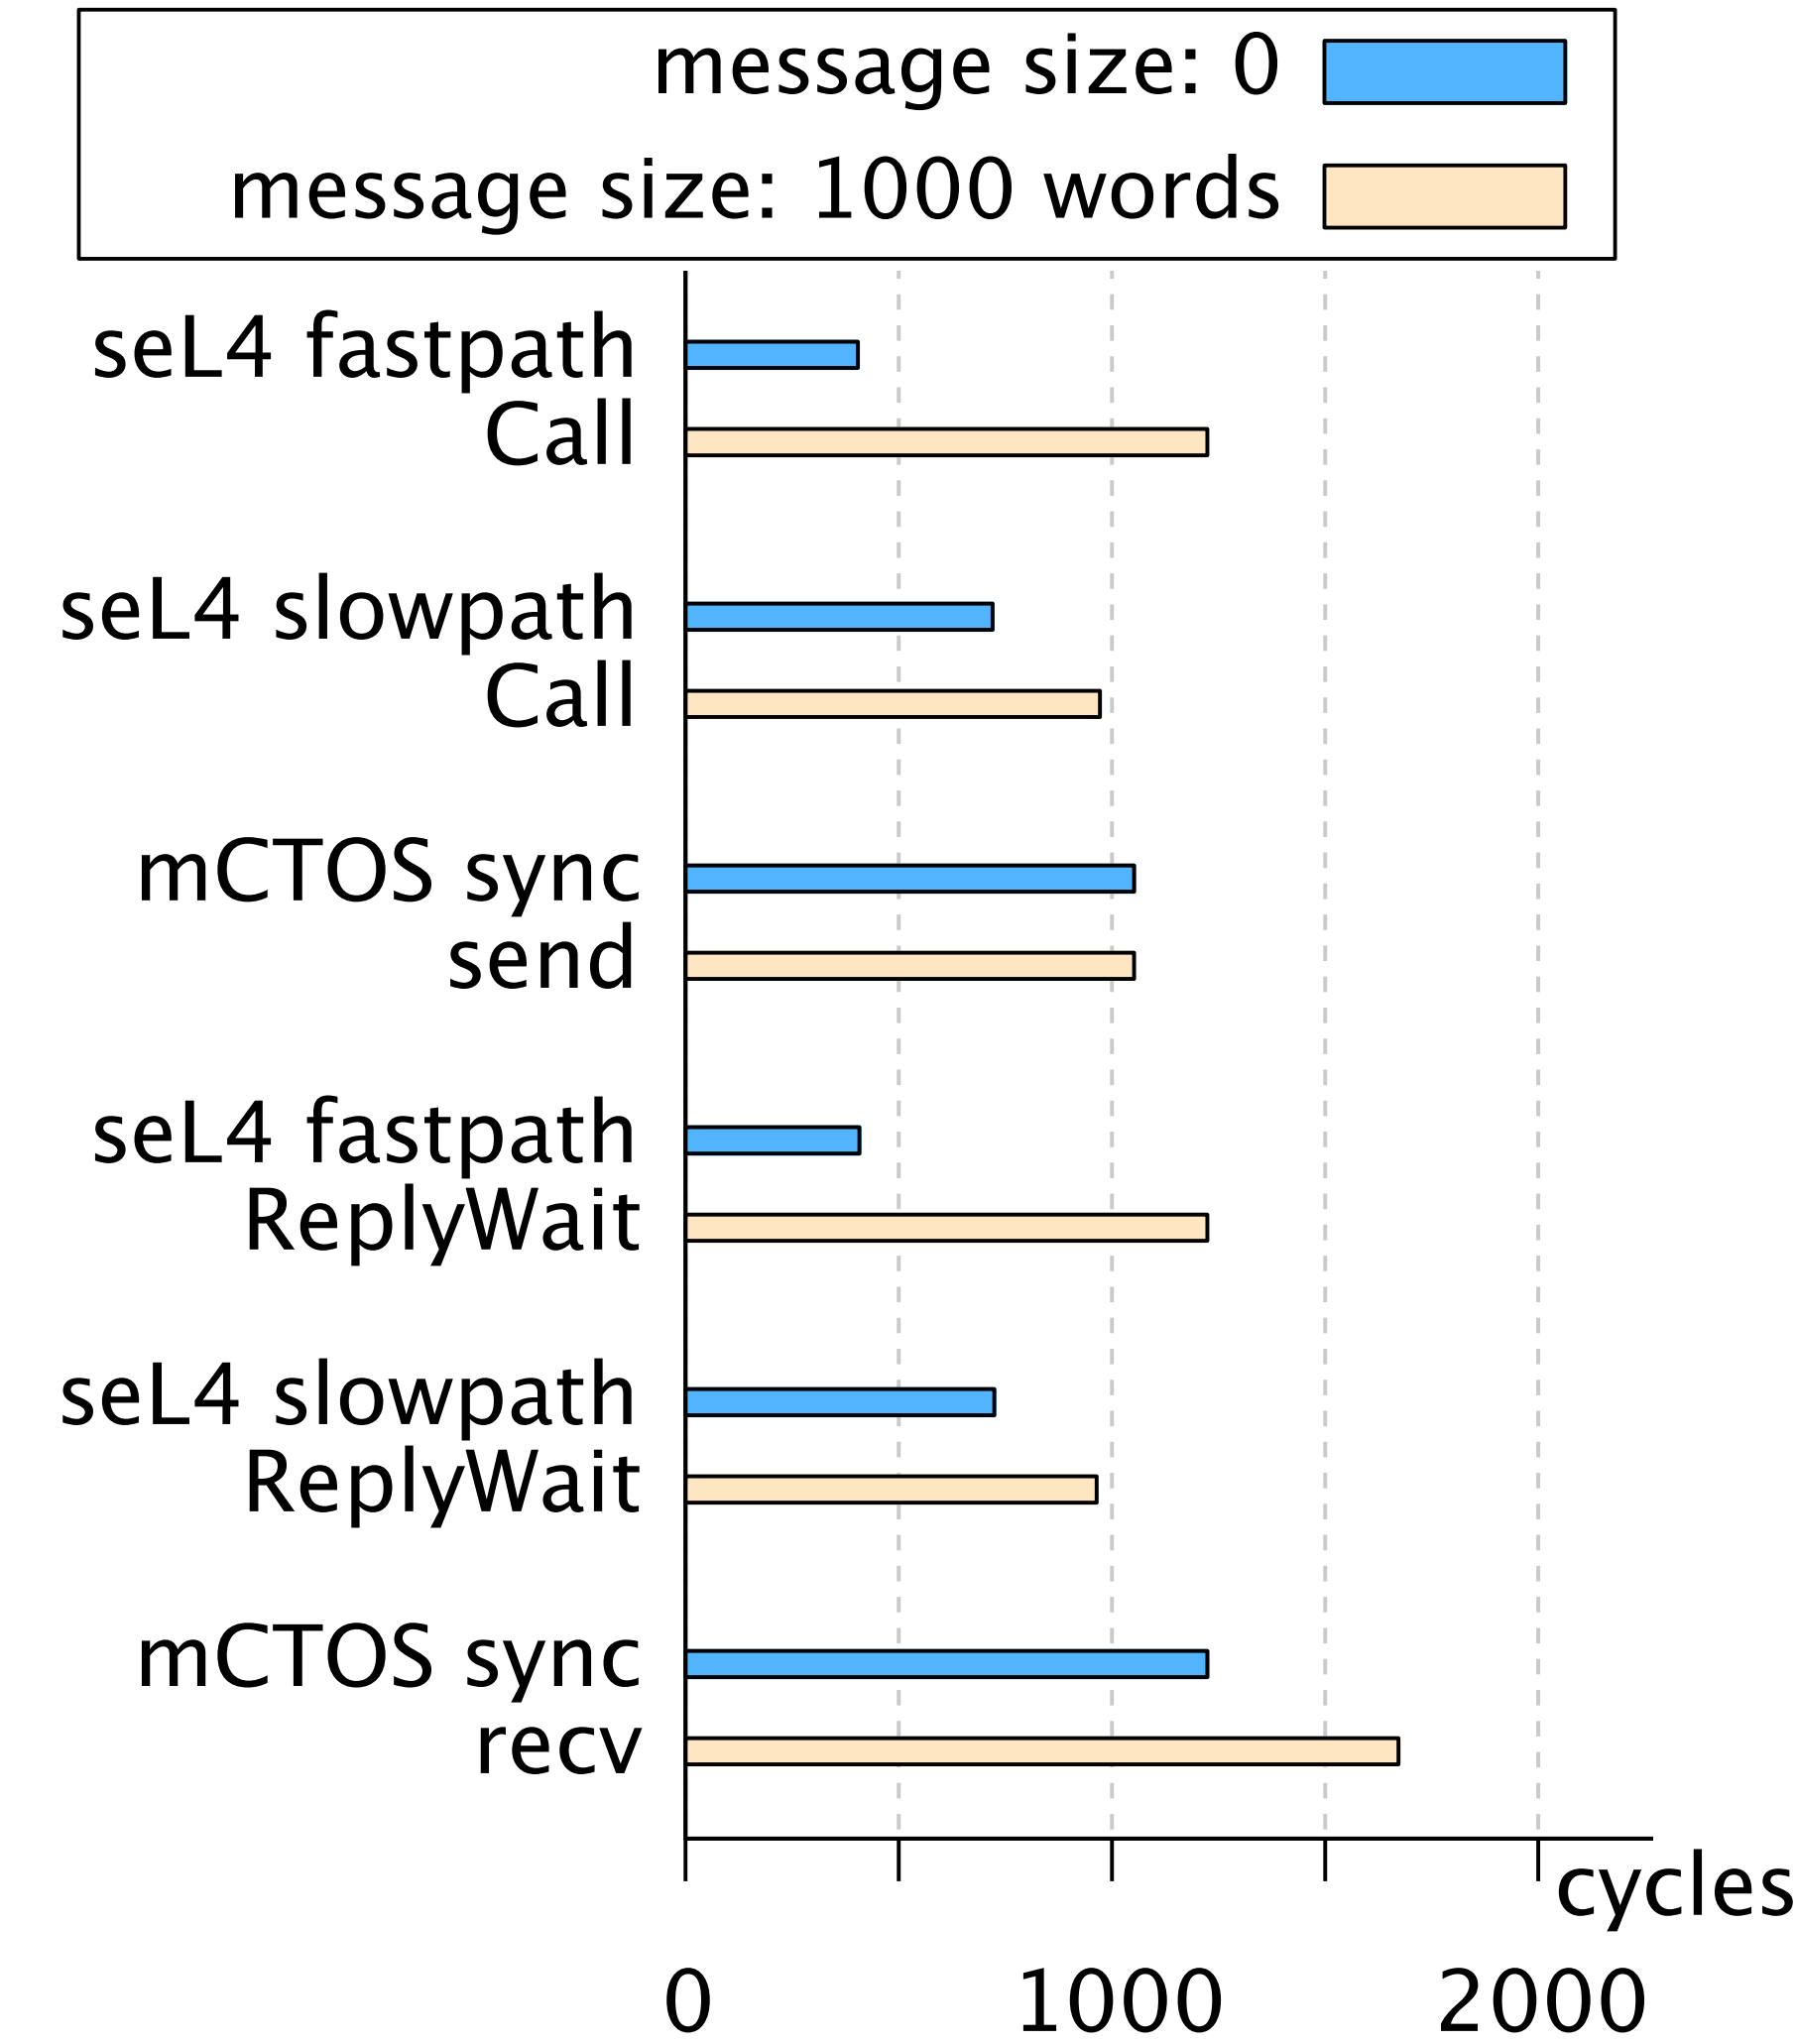 message size: 0
message size: 1000 words
seL4 fastpath
Call
seL4 slowpath
Call
mCTOS sync
send
seL4 fastpath
ReplyWait
seL4 slowpath
ReplyWait
mCTOS sync
recv
cycles
0 1000 2000